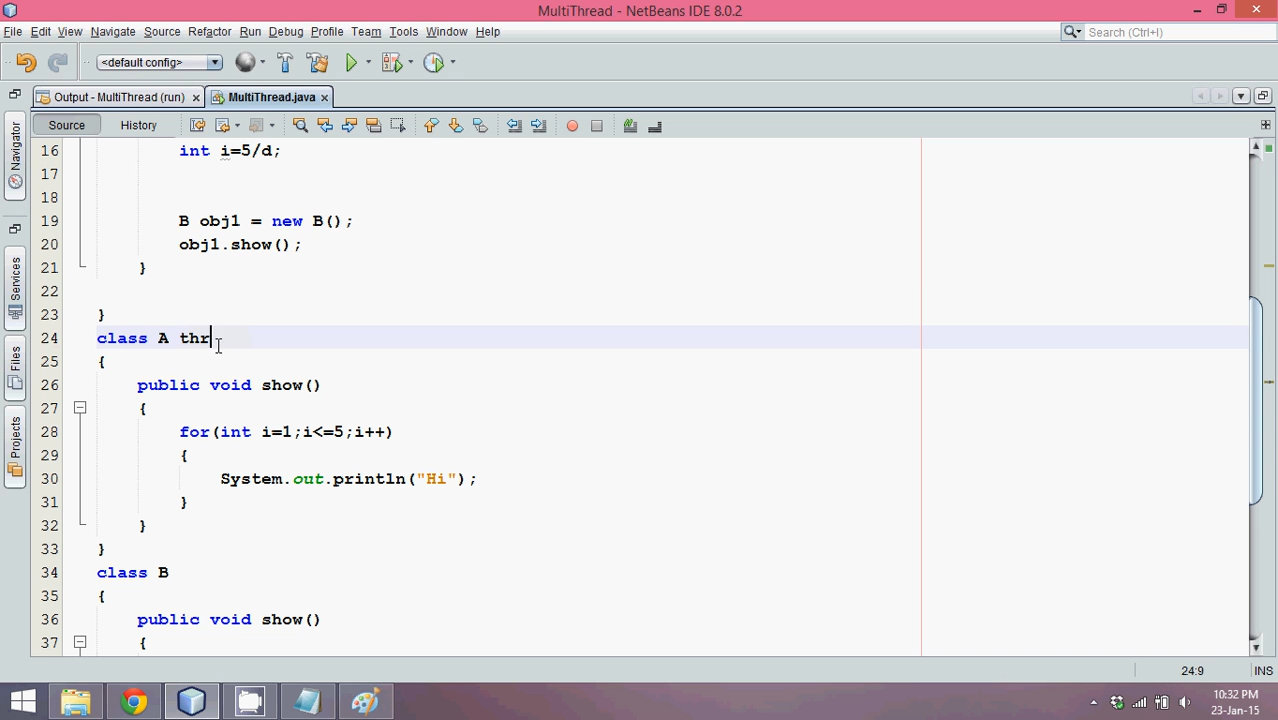 MultiThread - NetBeans IDE 8.0.2
File Edit View Navigate Source Refactor Run Debug Profile Team Tools Window Help
Search (Ctrl+I)
<default config>
Output - MultiThread (run) MultiThread.java
Source History
Navigator
Services
Files
Projects
16 int i=5/d;
17
18
19 B obj1 = new B();
20 obj1.show();
21 }
22
23 }
24 class A thr
25 {
26 public void show()
27 {
28 for(int i=1;i<=5;i++)
29 {
30 System.out.println("Hi");
31 }
32 }
33 }
34 class B
35 {
36 public void show()
37 {
24:9 INS
10:32 PM
23-Jan-15